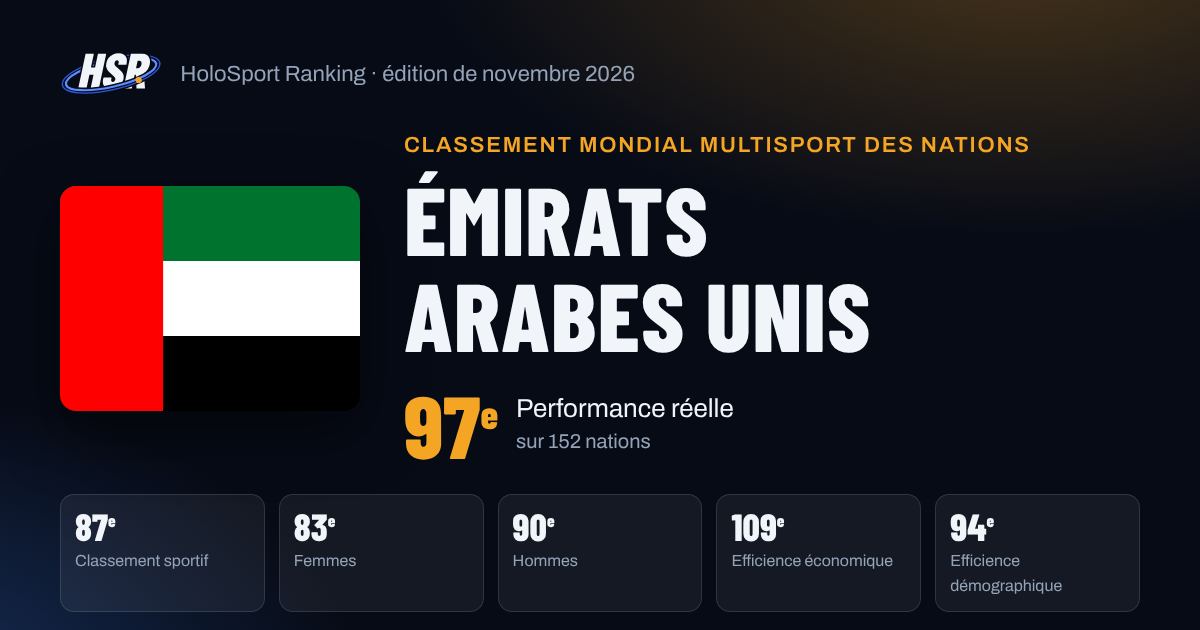 HSR
HoloSport Ranking · édition de novembre 2026
CLASSEMENT MONDIAL MULTISPORT DES NATIONS
ÉMIRATS
ARABES UNIS
97e
Performance réelle
sur 152 nations
87e
Classement sportif
83e
Femmes
90e
Hommes
109e
Efficience économique
94e
Efficience
démographique